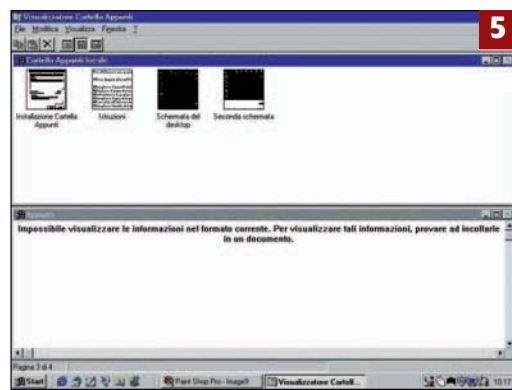 5
Visualizzatore Cartella Appunti
File Modifica Visualizza Finestra ?
Cartella Appunti locale
Installazione Cartella Appunti
Istruzioni
Schermata del desktop
Seconda schermata
Appunti
Impossibile visualizzare le informazioni nel formato corrente. Per visualizzare tali informazioni, provare ad incollarle
in un documento.
Pagina 3 di 4
Start
Paint Shop Pro - Image3
Visualizzatore Cartell...
10.17